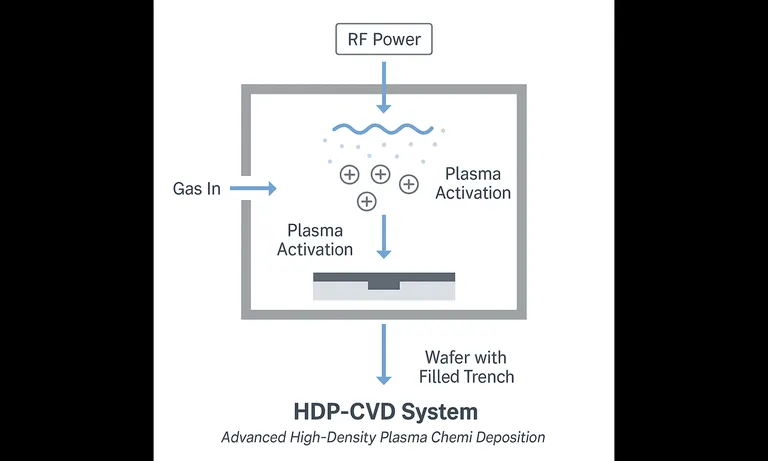 RF Power
Gas In
Plasma
Activation
Plasma
Activation
Wafer with
Filled Trench
HDP-CVD System
Advanced High-Density Plasma Chemi Deposition